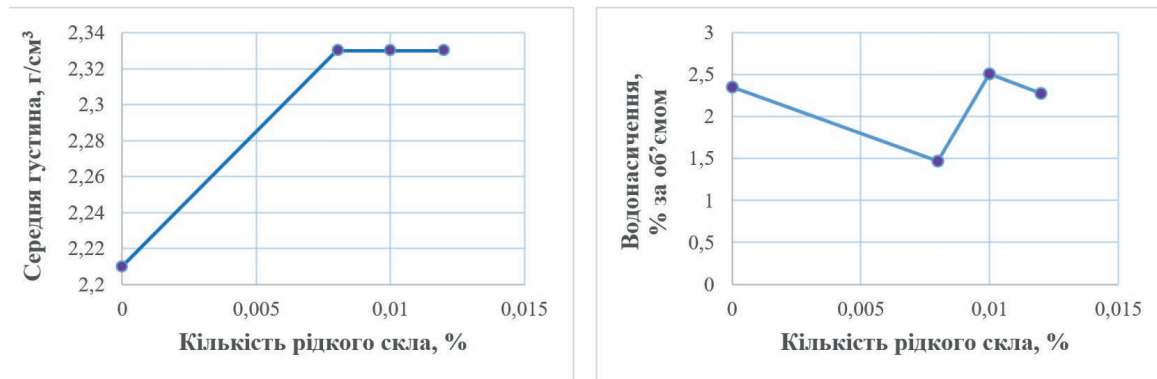 Середня густина, г/см³
2,34
2,32
2,3
2,28
2,26
2,24
2,22
2,2
0 0,005 0,01 0,015
Кількість рідкого скла, %
Водонасичення,
% за об’ємом
3
2,5
2
1,5
1
0,5
0
0 0,005 0,01 0,015
Кількість рідкого скла, %